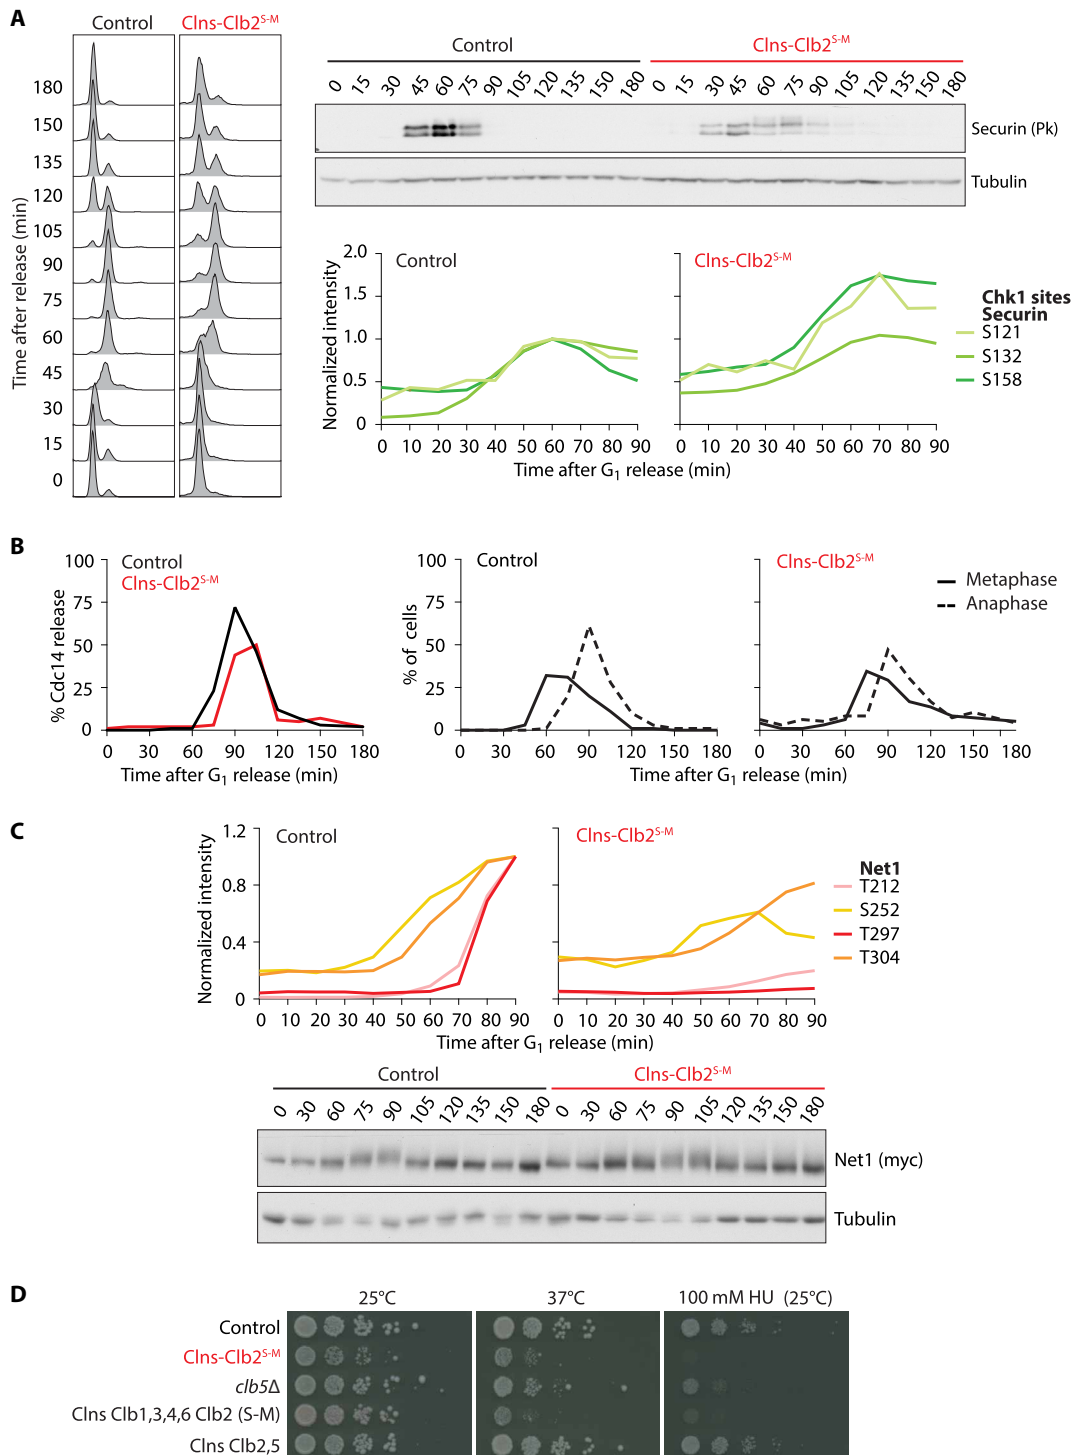 A
Control
Clns-Clb2S-M
Time after release (min)
180
150
135
120
105
90
75
60
45
30
15
0
Control
Clns-Clb2S-M
0 15 30 45 60 75 90 105 120 135 150 180 0 15 30 45 60 75 90 105 120 135 150 180
Securin (Pk)
Tubulin
Control
Clns-Clb2S-M
Normalized intensity
2.0
1.5
1.0
0.5
0
0 10 20 30 40 50 60 70 80 90
0 10 20 30 40 50 60 70 80 90
Time after G1 release (min)
Chk1 sites
Securin
S121
S132
S158
B
Control
Clns-Clb2S-M
% Cdc14 release
100
75
50
25
0
0 30 60 90 120 150 180
Time after G1 release (min)
Control
% of cells
100
75
50
25
0
0 30 60 90 120 150 180
Time after G1 release (min)
Clns-Clb2S-M
100
75
50
25
0
0 30 60 90 120 150 180
Metaphase
Anaphase
C
Control
Clns-Clb2S-M
Normalized intensity
1.2
0.8
0.4
0
0 10 20 30 40 50 60 70 80 90
0 10 20 30 40 50 60 70 80 90
Time after G1 release (min)
Net1
T212
S252
T297
T304
Control
Clns-Clb2S-M
0 30 60 75 90 105 120 135 150 180 0 30 60 75 90 105 120 135 150 180
Net1 (myc)
Tubulin
D
25°C
37°C
100 mM HU (25°C)
Control
Clns-Clb2S-M
clb5Δ
Clns Clb1,3,4,6 Clb2 (S-M)
Clns Clb2,5